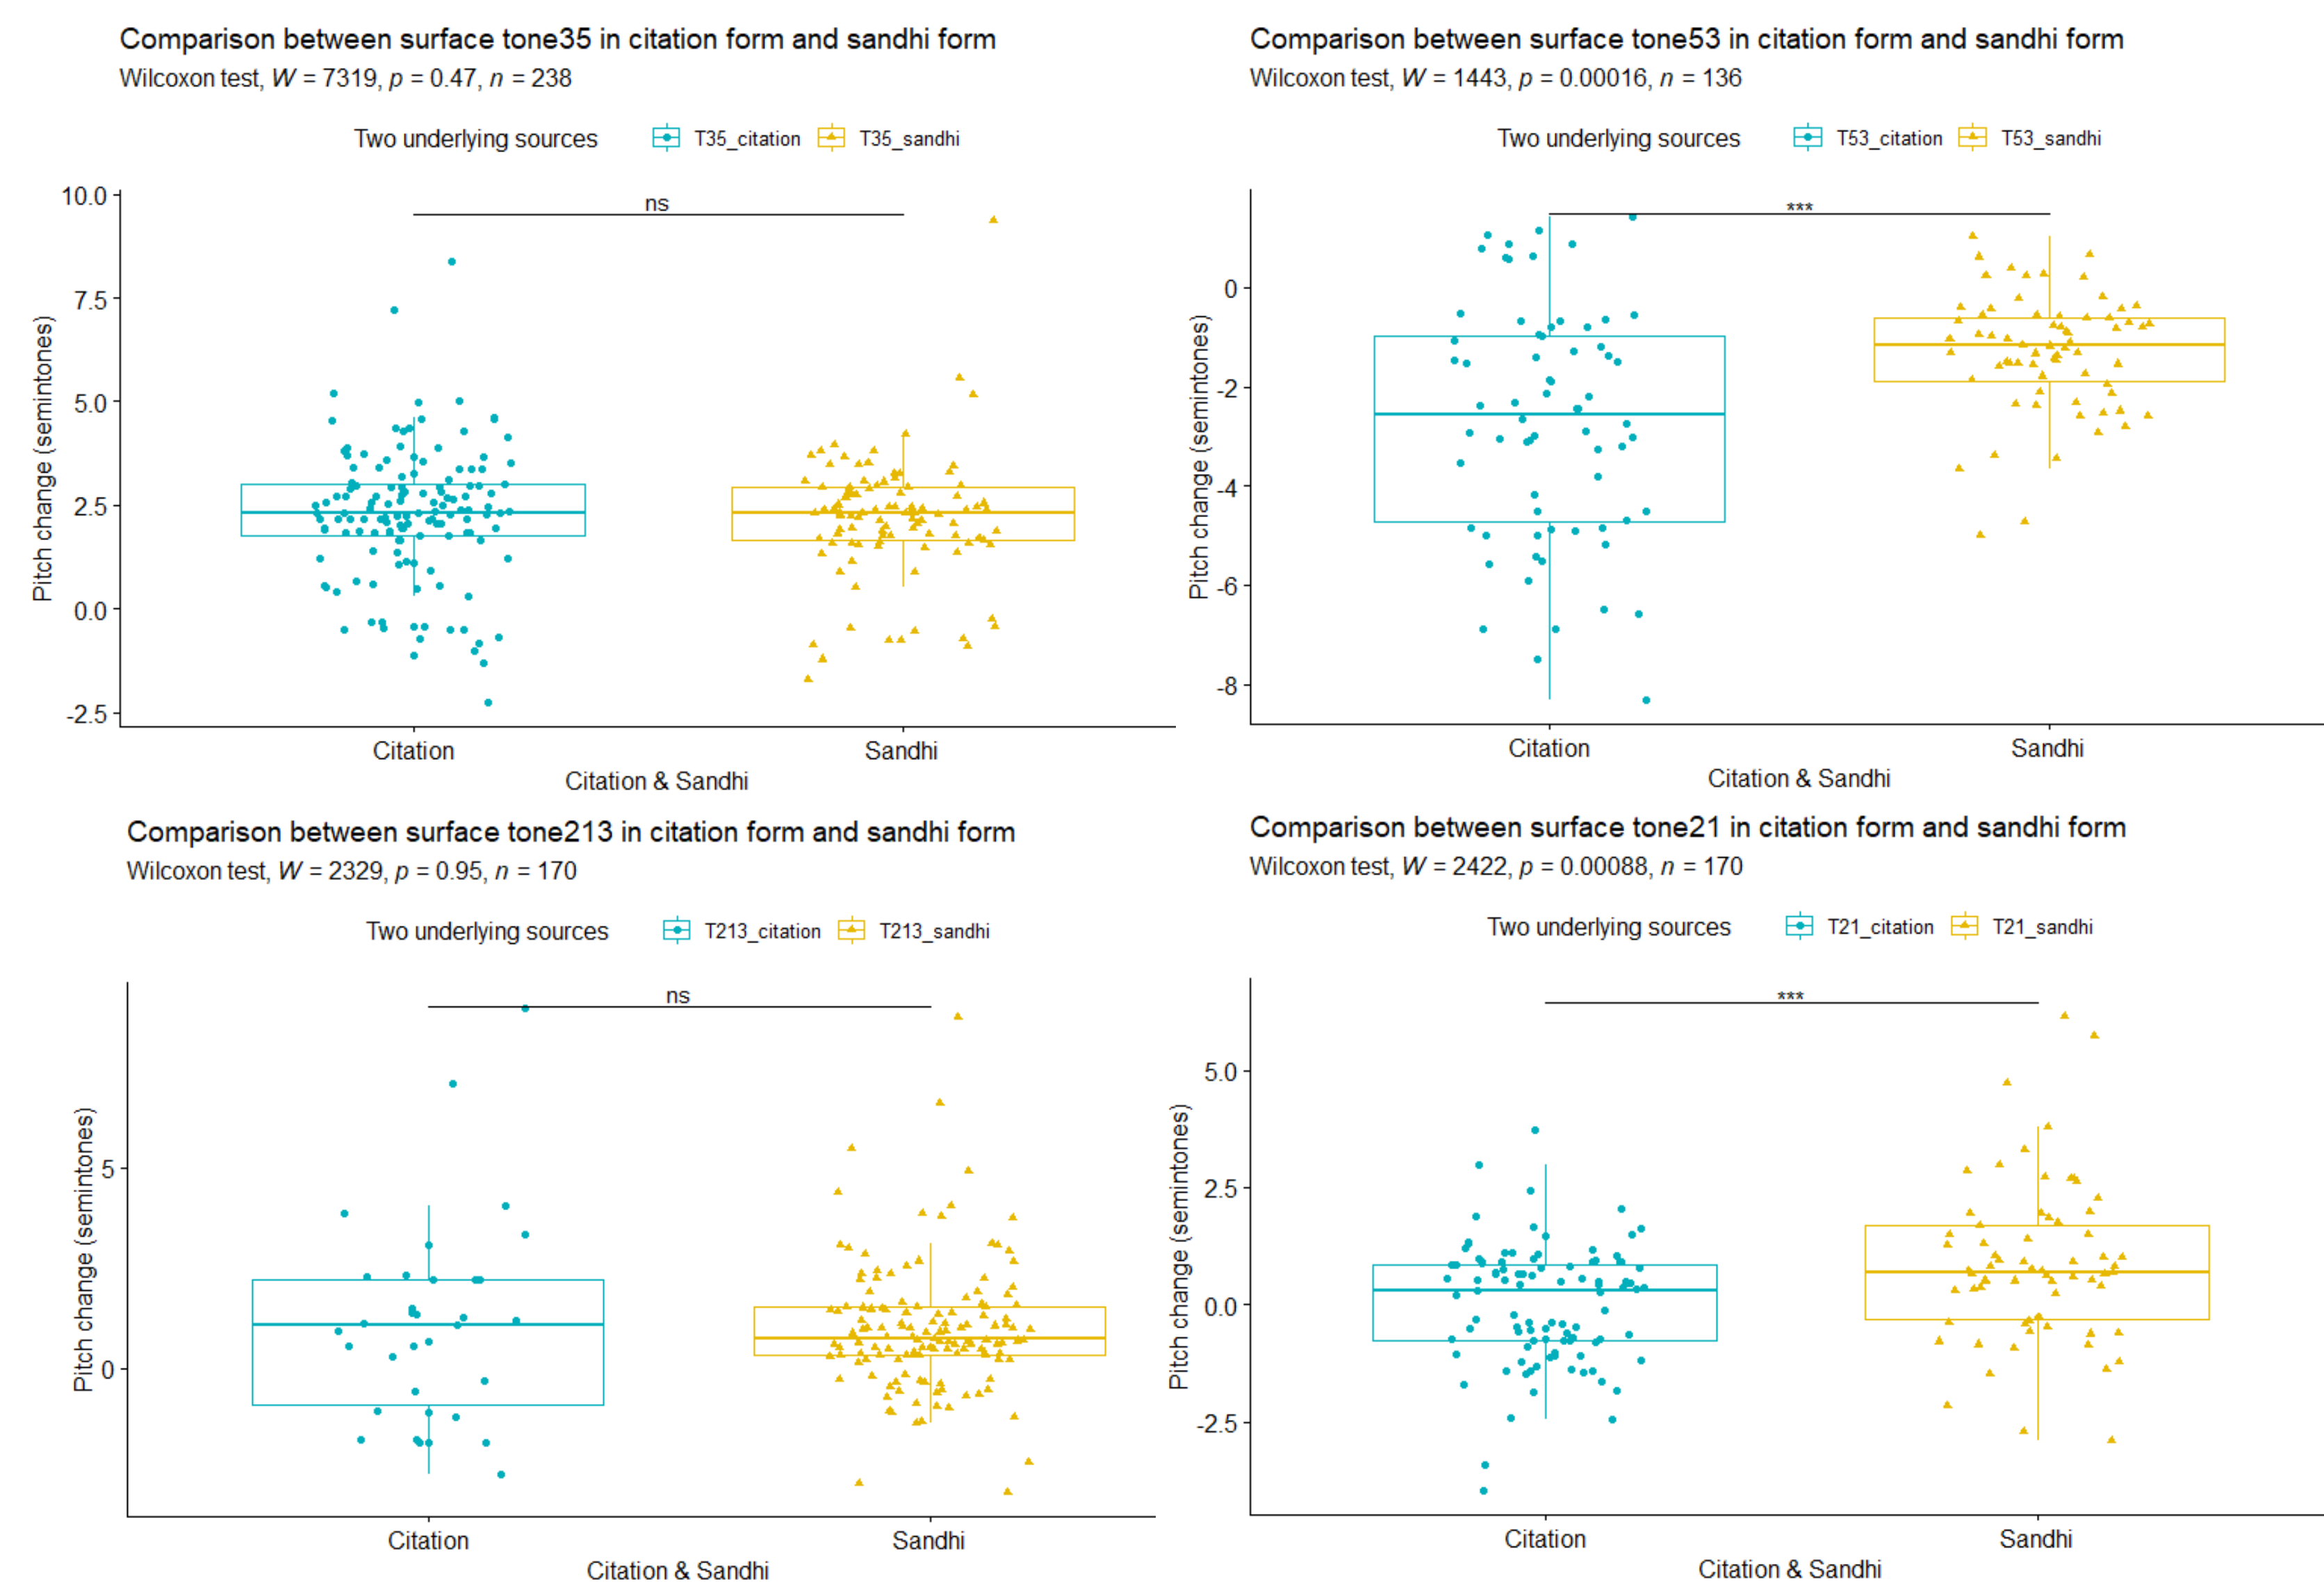 Comparison between surface tone35 in citation form and sandhi form
Wilcoxon test, W = 7319, p = 0.47, n = 238
Two underlying sources T35_citation T35_sandhi
ns
10.0
7.5
5.0
2.5
0.0
-2.5
Pitch change (semintones)
Citation Sandhi
Citation & Sandhi
Comparison between surface tone53 in citation form and sandhi form
Wilcoxon test, W = 1443, p = 0.00016, n = 136
Two underlying sources T53_citation T53_sandhi
***
0
-2
-4
-6
-8
Pitch change (semintones)
Citation Sandhi
Citation & Sandhi
Comparison between surface tone213 in citation form and sandhi form
Wilcoxon test, W = 2329, p = 0.95, n = 170
Two underlying sources T213_citation T213_sandhi
ns
5
0
Pitch change (semintones)
Citation Sandhi
Citation & Sandhi
Comparison between surface tone21 in citation form and sandhi form
Wilcoxon test, W = 2422, p = 0.00088, n = 170
Two underlying sources T21_citation T21_sandhi
***
5.0
2.5
0.0
-2.5
Pitch change (semintones)
Citation Sandhi
Citation & Sandhi